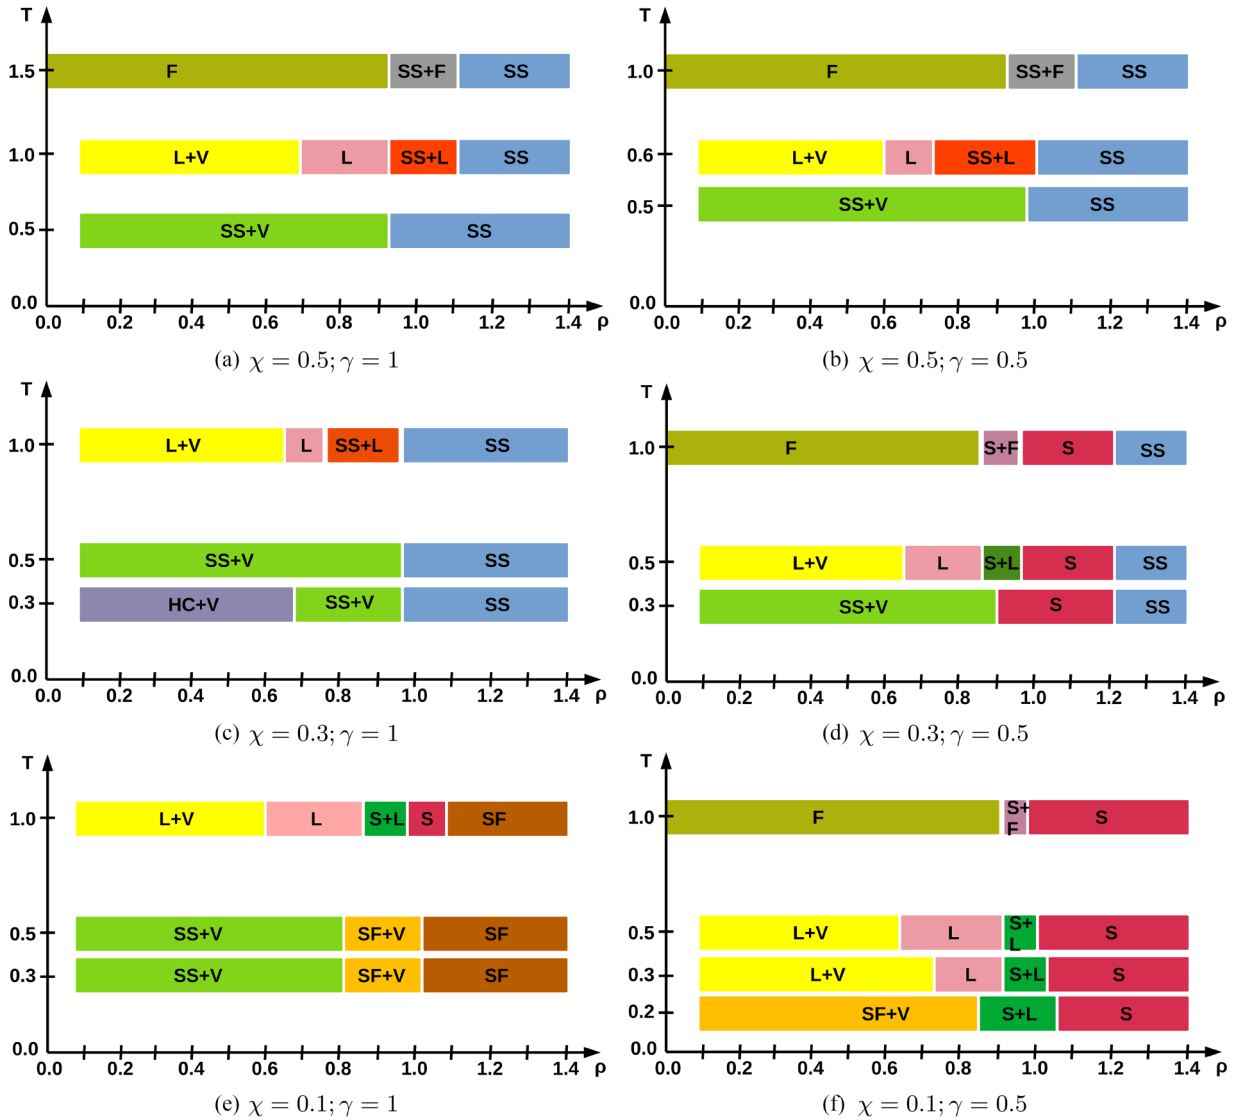 T
1.5
F
SS+F
SS
1.0
L+V
L
SS+L
SS
0.5
SS+V
SS
0.0
0.0 0.2 0.4 0.6 0.8 1.0 1.2 1.4 ρ
(a) χ = 0.5; γ = 1
T
1.0
F
SS+F
SS
0.6
L+V
L
SS+L
SS
0.5
SS+V
SS
0.0
0.0 0.2 0.4 0.6 0.8 1.0 1.2 1.4 ρ
(b) χ = 0.5; γ = 0.5
T
1.0
L+V
L
SS+L
SS
0.5
SS+V
SS
0.3
HC+V
SS+V
SS
0.0
0.0 0.2 0.4 0.6 0.8 1.0 1.2 1.4 ρ
(c) χ = 0.3; γ = 1
T
1.0
F
S+F
S
SS
0.5
L+V
L
S+L
S
SS
0.3
SS+V
S
SS
0.0
0.0 0.2 0.4 0.6 0.8 1.0 1.2 1.4 ρ
(d) χ = 0.3; γ = 0.5
T
1.0
L+V
L
S+L
S
SF
0.5
SS+V
SF+V
SF
0.3
SS+V
SF+V
SF
0.0
0.0 0.2 0.4 0.6 0.8 1.0 1.2 1.4 ρ
(e) χ = 0.1; γ = 1
T
1.0
F
S+
F
S
0.5
L+V
L
S+
L
S
0.3
L+V
L
S+L
S
0.2
SF+V
S+L
S
0.0
0.0 0.2 0.4 0.6 0.8 1.0 1.2 1.4 ρ
(f) χ = 0.1; γ = 0.5